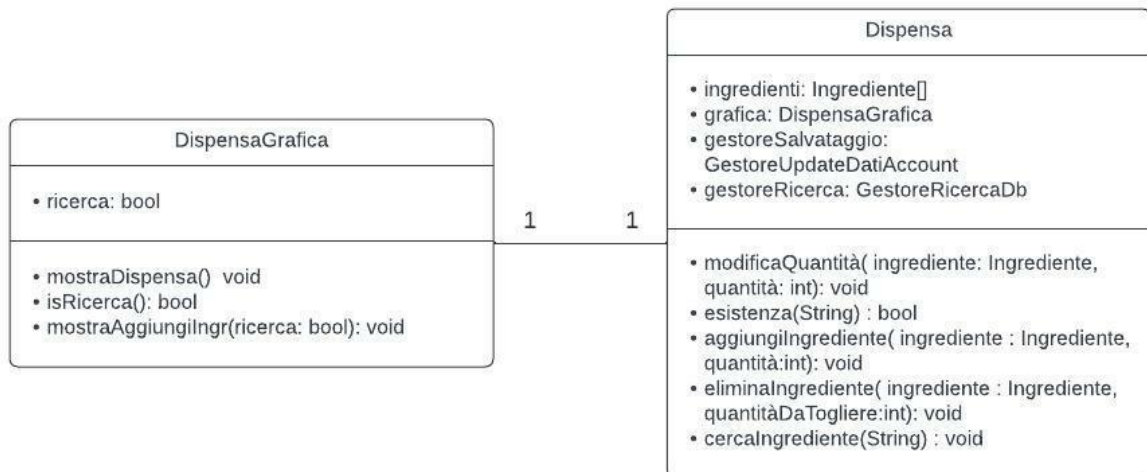 DispensaGrafica
• ricerca: bool
• mostraDispensa()  void
• isRicerca(): bool
• mostraAggiungiIngr(ricerca: bool): void
1
1
Dispensa
• ingredienti: Ingrediente[]
• grafica: DispensaGrafica
• gestoreSalvataggio:
GestoreUpdateDatiAccount
• gestoreRicerca: GestoreRicercaDb
• modificaQuantità( ingrediente: Ingrediente,
quantità: int): void
• esistenza(String) : bool
• aggiungiIngrediente( ingrediente : Ingrediente,
quantità:int): void
• eliminaIngrediente( ingrediente : Ingrediente,
quantitàDaTogliere:int): void
• cercaIngrediente(String) : void